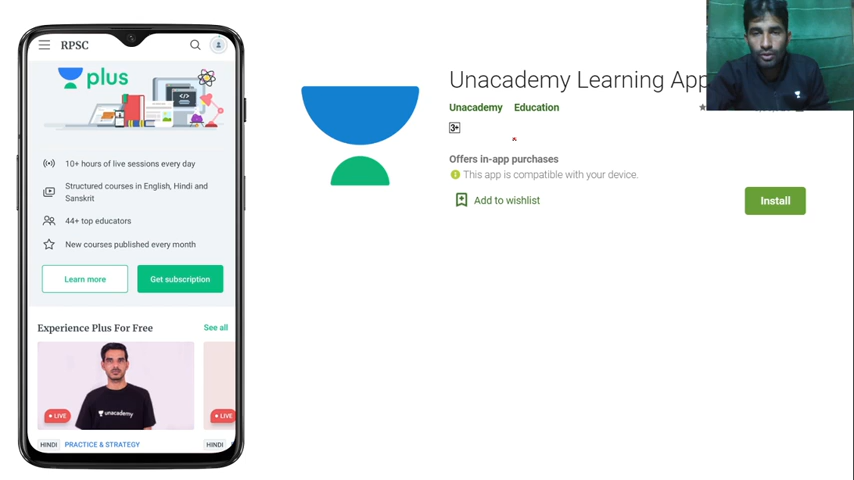 RPSC
plus
10+ hours of live sessions every day
Structured courses in English, Hindi and
Sanskrit
44+ top educators
New courses published every month
Learn more
Get subscription
Experience Plus For Free
See all
unacademy
LIVE
LIVE
HINDI
PRACTICE & STRATEGY
HINDI
Unacademy Learning App
Unacademy
Education
3+
Offers in-app purchases
This app is compatible with your device.
Add to wishlist
Install